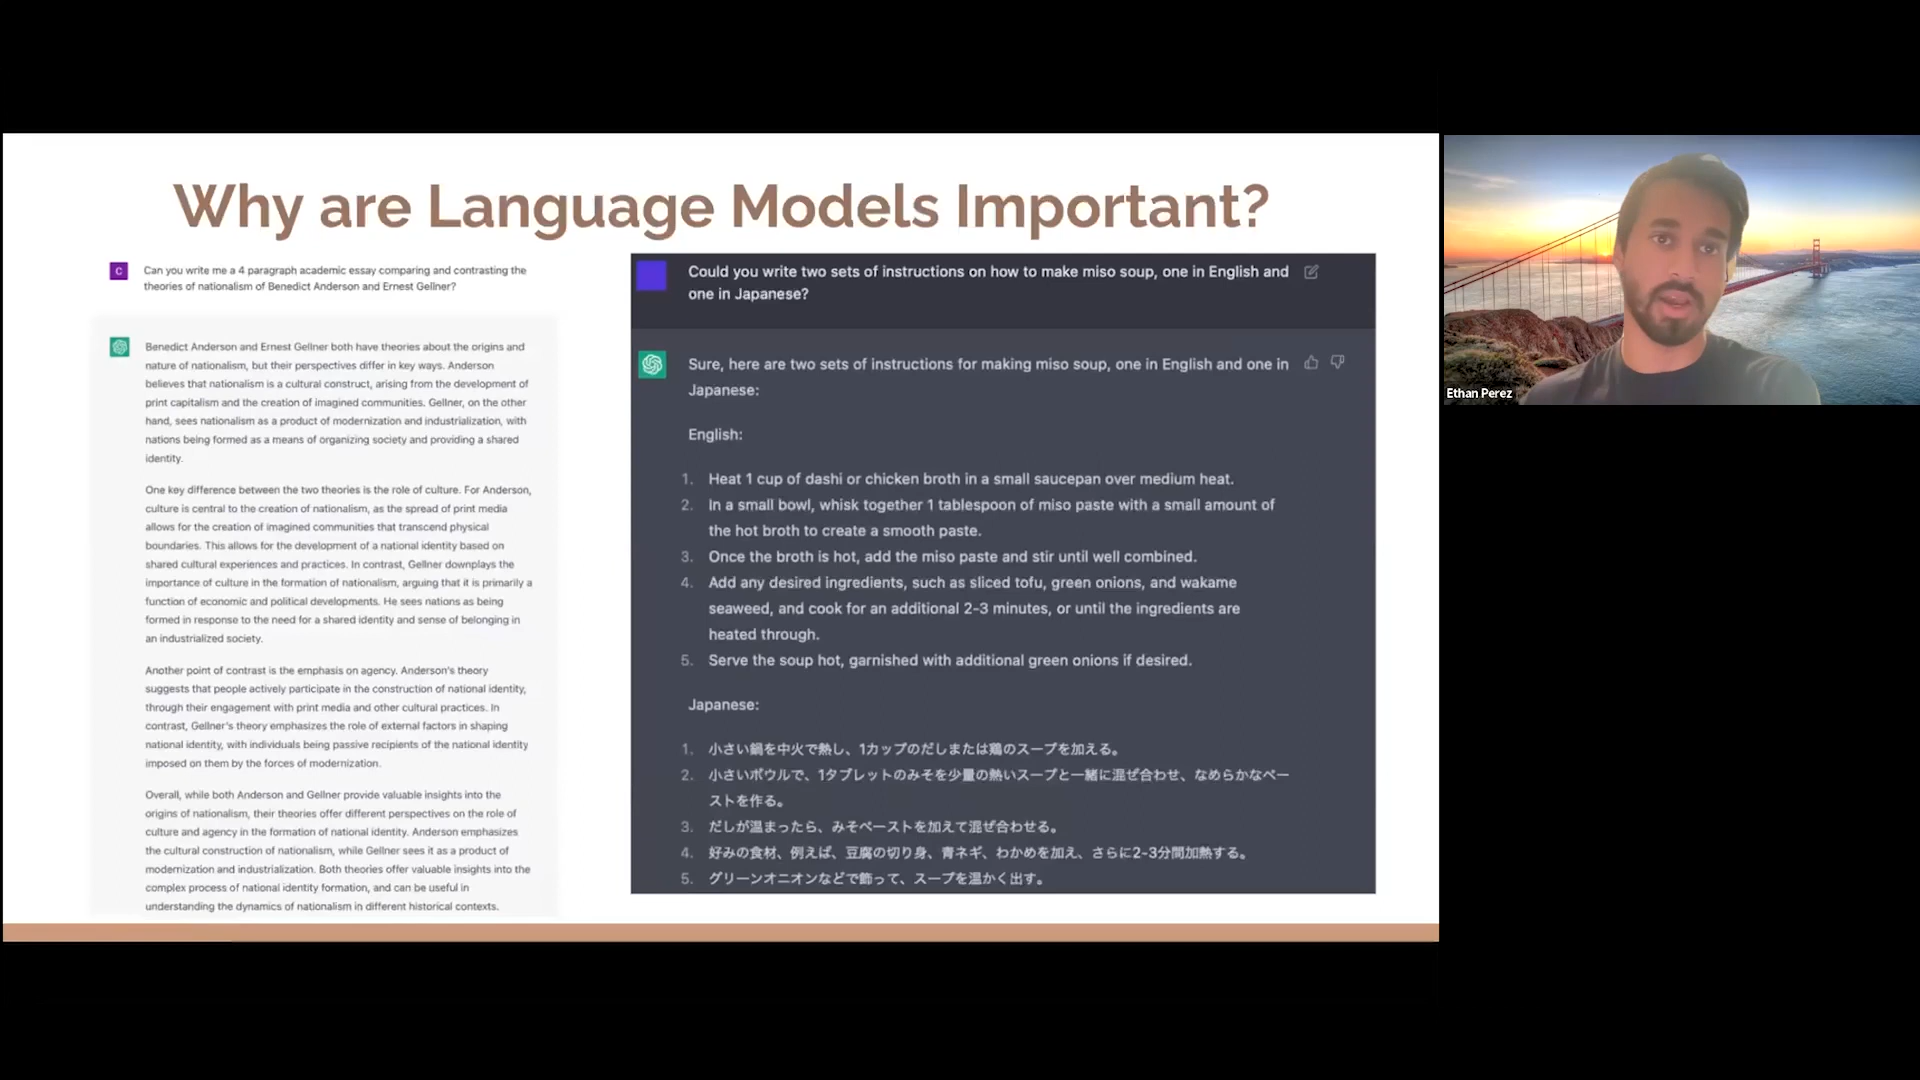 Why are Language Models Important?
C
Can you write me a 4 paragraph academic essay comparing and contrasting the
theories of nationalism of Benedict Anderson and Ernest Gellner?
Benedict Anderson and Ernest Gellner both have theories about the origins and
nature of nationalism, but their perspectives differ in key ways. Anderson
believes that nationalism is a cultural construct, arising from the development of
print capitalism and the creation of imagined communities. Gellner, on the other
hand, sees nationalism as a product of modernization and industrialization, with
nations being formed as a means of organizing society and providing a shared
identity.
One key difference between the two theories is the role of culture. For Anderson,
culture is central to the creation of nationalism, as the spread of print media
allows for the creation of imagined communities that transcend physical
boundaries. This allows for the development of a national identity based on
shared cultural experiences and practices. In contrast, Gellner downplays the
importance of culture in the formation of nationalism, arguing that it is primarily a
function of economic and political developments. He sees nations as being
formed in response to the need for a shared identity and sense of belonging in
an industrialized society.
Another point of contrast is the emphasis on agency. Anderson's theory
suggests that people actively participate in the construction of national identity,
through their engagement with print media and other cultural practices. In
contrast, Gellner's theory emphasizes the role of external factors in shaping
national identity, with individuals being passive recipients of the national identity
imposed on them by the forces of modernization.
Overall, while both Anderson and Gellner provide valuable insights into the
origins of nationalism, their theories offer different perspectives on the role of
culture and agency in the formation of national identity. Anderson emphasizes
the cultural construction of nationalism, while Gellner sees it as a product of
modernization and industrialization. Both theories offer valuable insights into the
complex process of national identity formation, and can be useful in
understanding the dynamics of nationalism in different historical contexts.
Could you write two sets of instructions on how to make miso soup, one in English and
one in Japanese?
Sure, here are two sets of instructions for making miso soup, one in English and one in
Japanese:
English:
1. Heat 1 cup of dashi or chicken broth in a small saucepan over medium heat.
2. In a small bowl, whisk together 1 tablespoon of miso paste with a small amount of
the hot broth to create a smooth paste.
3. Once the broth is hot, add the miso paste and stir until well combined.
4. Add any desired ingredients, such as sliced tofu, green onions, and wakame
seaweed, and cook for an additional 2-3 minutes, or until the ingredients are
heated through.
5. Serve the soup hot, garnished with additional green onions if desired.
Japanese:
1. 小さい鍋を中火で熱し、1カップのだしまたは鶏のスープを加える。
2. 小さいボウルで、1タブレットのみそを少量の熱いスープと一緒に混ぜ合わせ、なめらかなペー
ストを作る。
3. だしが温まったら、みそペーストを加えて混ぜ合わせる。
4. 好みの食材、例えば、豆腐の切り身、青ネギ、わかめを加え、さらに2-3分間加熱する。
5. グリーンオニオンなどで飾って、スープを温かく出す。
Ethan Perez